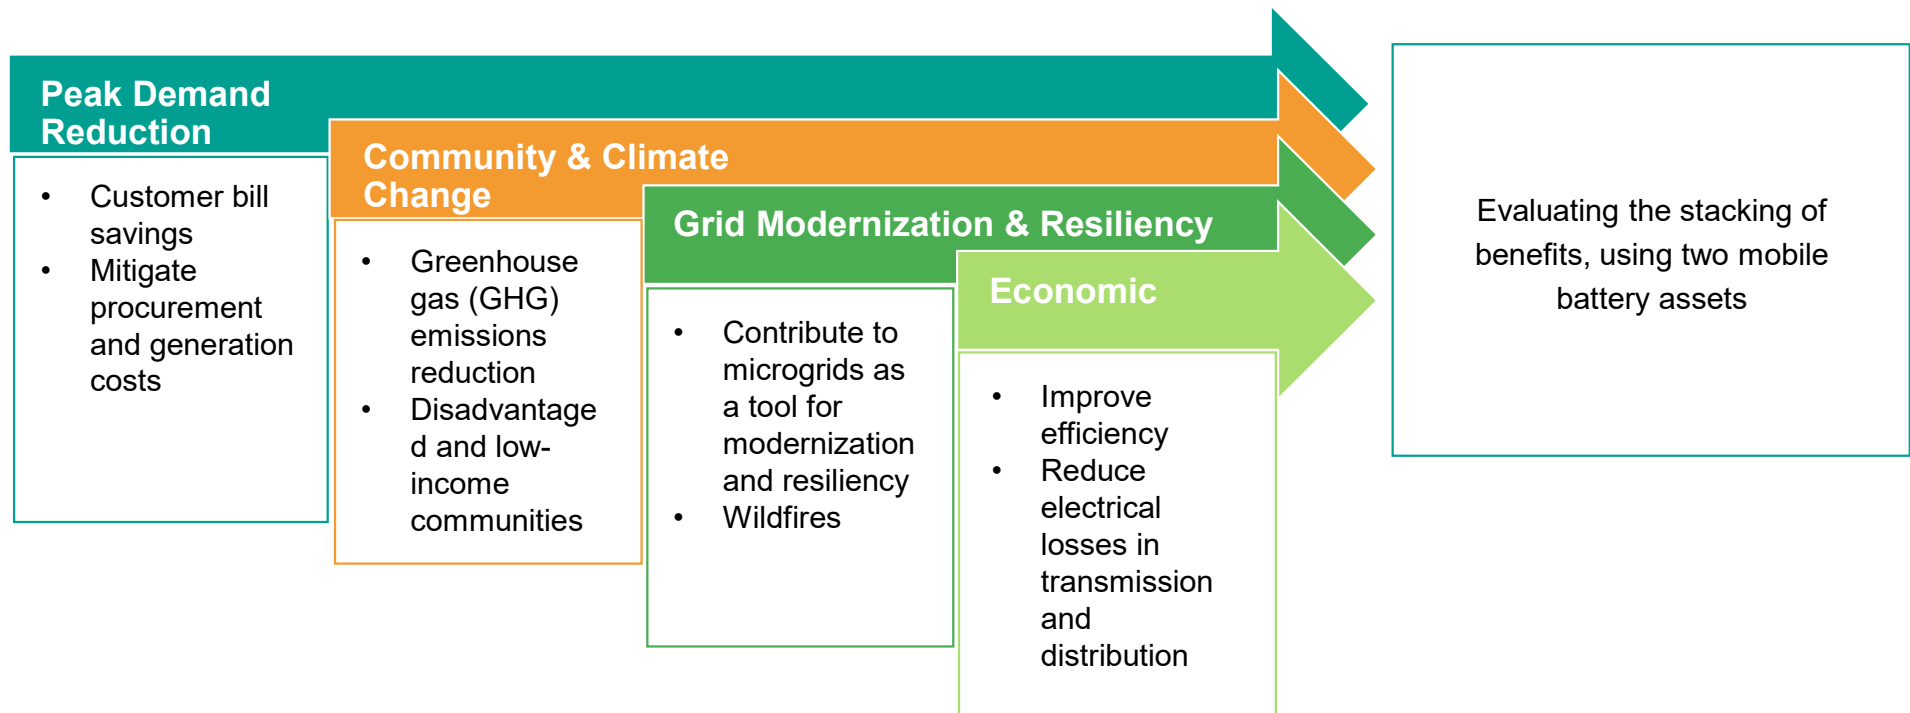 Peak Demand
Reduction
• Customer bill
savings
• Mitigate
procurement
and generation
costs
Community & Climate
Change
• Greenhouse
gas (GHG)
emissions
reduction
• Disadvantage
d and low-
income
communities
Grid Modernization & Resiliency
• Contribute to
microgrids as
a tool for
modernization
and resiliency
• Wildfires
Economic
• Improve
efficiency
• Reduce
electrical
losses in
transmission
and
distribution
Evaluating the stacking of
benefits, using two mobile
battery assets